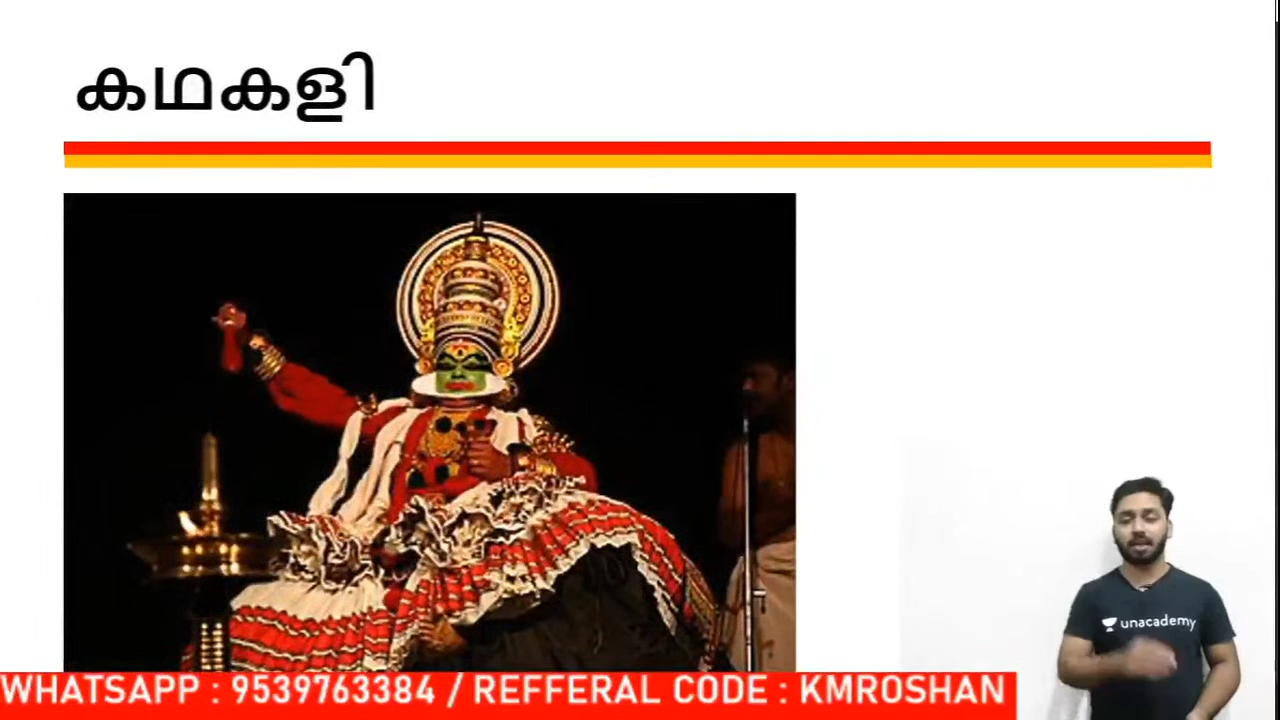 കഥകളി
unacademy
WHATSAPP : 9539763384 / REFFERAL CODE : KMROSHAN